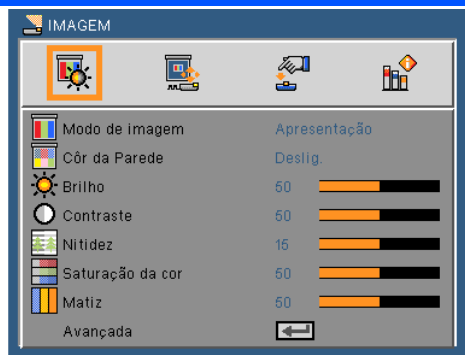 IMAGEM
Modo de imagem Apresentação
Côr da Parede Deslig.
Brilho 50
Contraste 50
Nitidez 15
Saturação da cor 50
Matiz 50
Avançada